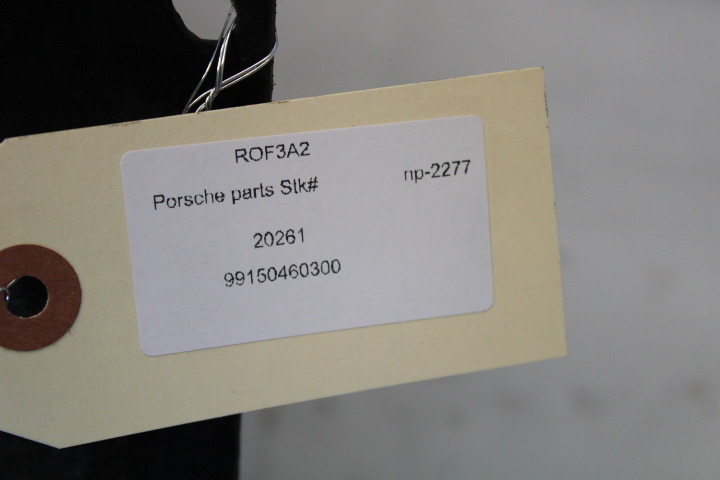 ROF3A2
Porsche parts Stk# np-2277
20261
99150460300